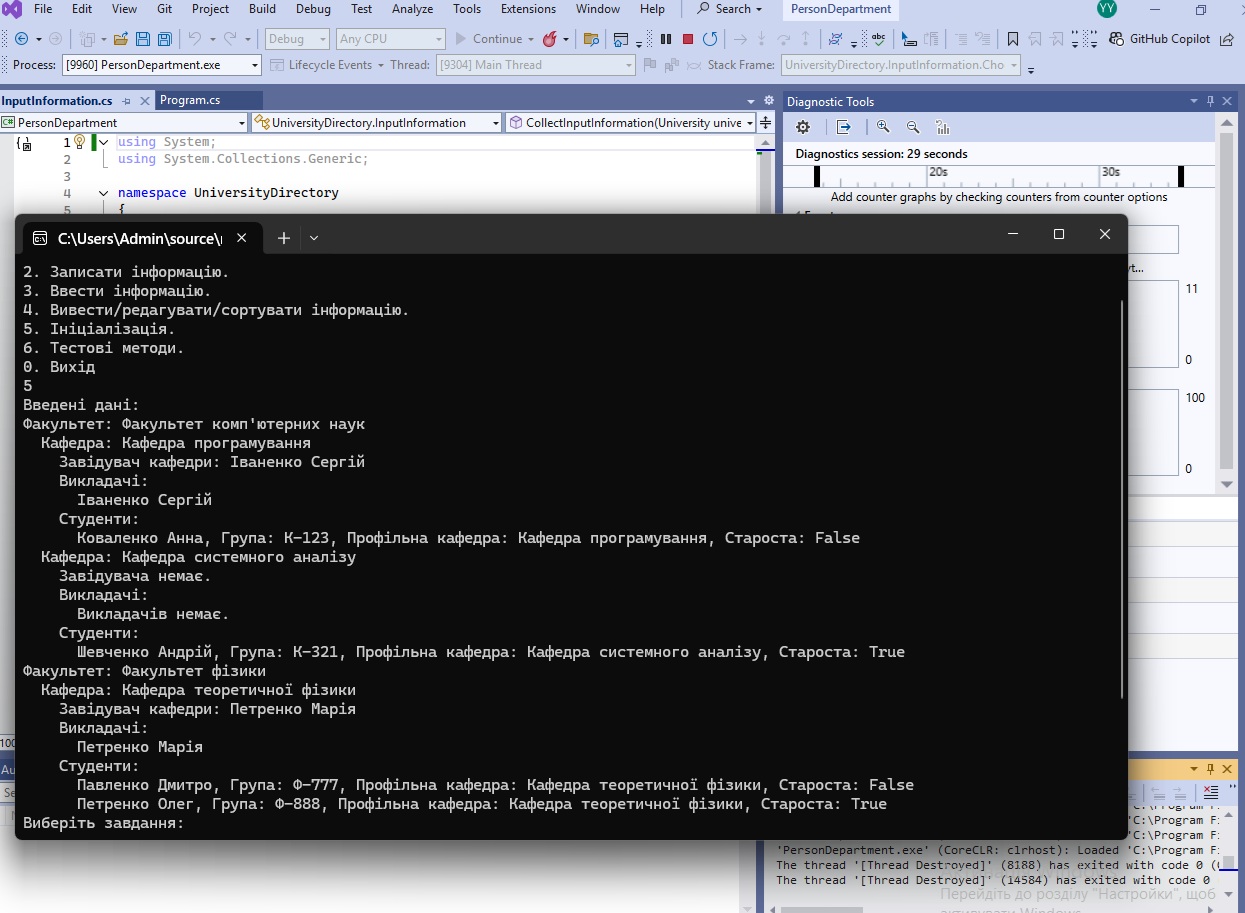 File Edit View Git Project Build Debug Test Analyze Tools Extensions Window Help Search PersonDepartment YY
Debug Any CPU Continue GitHub Copilot
Process: [9960] PersonDepartment.exe Lifecycle Events Thread: [9304] Main Thread Stack Frame: UniversityDirectory.InputInformation.Cho
InputInformation.cs Program.cs
PersonDepartment UniversityDirectory.InputInformation CollectInputInformation(University unive
1 using System;
2 using System.Collections.Generic;
3
4 namespace UniversityDirectory
5 {
Diagnostic Tools
Diagnostics session: 29 seconds
20s 30s
Add counter graphs by checking counters from counter options
11
0
100
0
C:\Users\Admin\source\
2. Записати інформацію.
3. Ввести інформацію.
4. Вивести/редагувати/сортувати інформацію.
5. Ініціалізація.
6. Тестові методи.
0. Вихід
5
Введені дані:
Факультет: Факультет комп'ютерних наук
Кафедра: Кафедра програмування
Завідувач кафедри: Іваненко Сергій
Викладачі:
Іваненко Сергій
Студенти:
Коваленко Анна, Група: К-123, Профільна кафедра: Кафедра програмування, Староста: False
Кафедра: Кафедра системного аналізу
Завідувача немає.
Викладачі:
Викладачів немає.
Студенти:
Шевченко Андрій, Група: К-321, Профільна кафедра: Кафедра системного аналізу, Староста: True
Факультет: Факультет фізики
Кафедра: Кафедра теоретичної фізики
Завідувач кафедри: Петренко Марія
Викладачі:
Петренко Марія
Студенти:
Павленко Дмитро, Група: Ф-777, Профільна кафедра: Кафедра теоретичної фізики, Староста: False
Петренко Олег, Група: Ф-888, Профільна кафедра: Кафедра теоретичної фізики, Староста: True
Виберіть завдання:
'C:\Program F
'C:\Program F
'C:\Program F
'PersonDepartment.exe' (CoreCLR: clrhost): Loaded 'C:\Program F
The thread '[Thread Destroyed]' (8188) has exited with code 0 (
The thread '[Thread Destroyed]' (14584) has exited with code 0
Перейдіть до розділу "Настройки", щоб
активувати Windows.